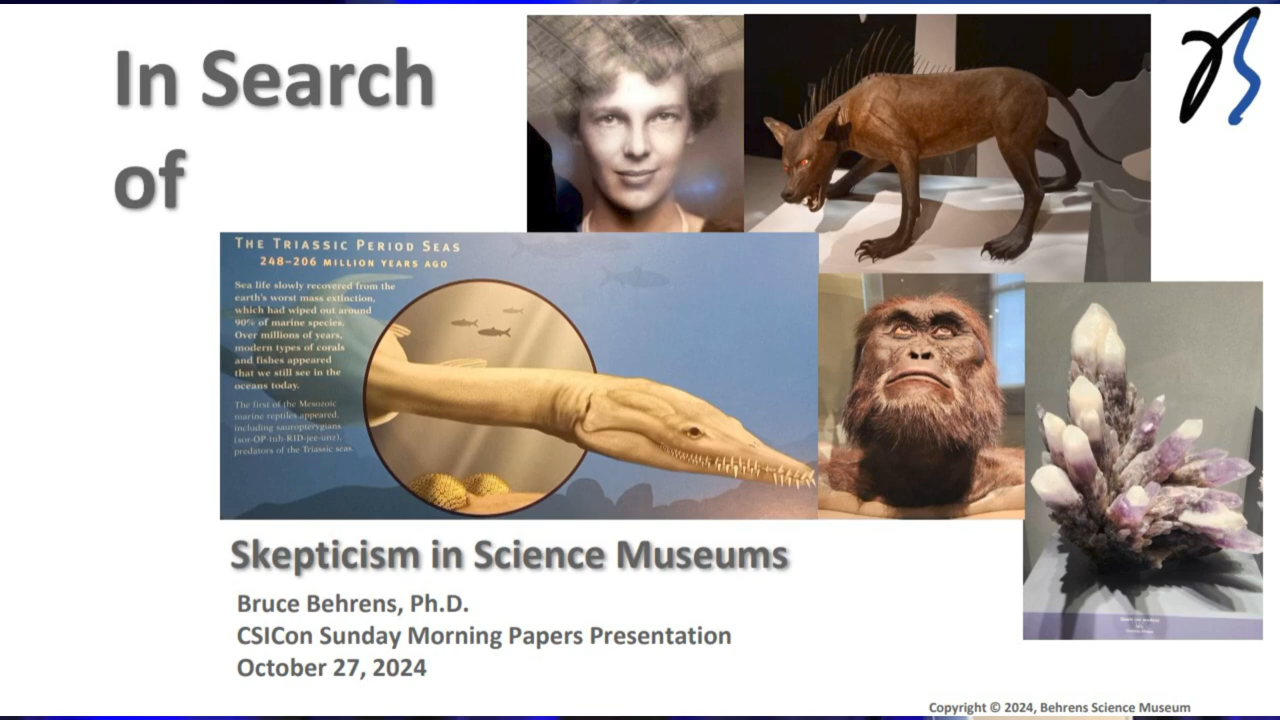 In Search
of
THE TRIASSIC PERIOD SEAS
248–206 MILLION YEARS AGO
Sea life slowly recovered from the
earth's worst mass extinction,
which had wiped out around
90% of marine species.
Over millions of years,
modern types of corals
and fishes appeared
that we still see in the
oceans today.
The first of the Mesozoic
marine reptiles appeared,
including sauropterygians
(sor-OP-tuh-RID-jee-unz),
predators of the Triassic seas.
Skepticism in Science Museums
Bruce Behrens, Ph.D.
CSICon Sunday Morning Papers Presentation
October 27, 2024
Copyright © 2024, Behrens Science Museum